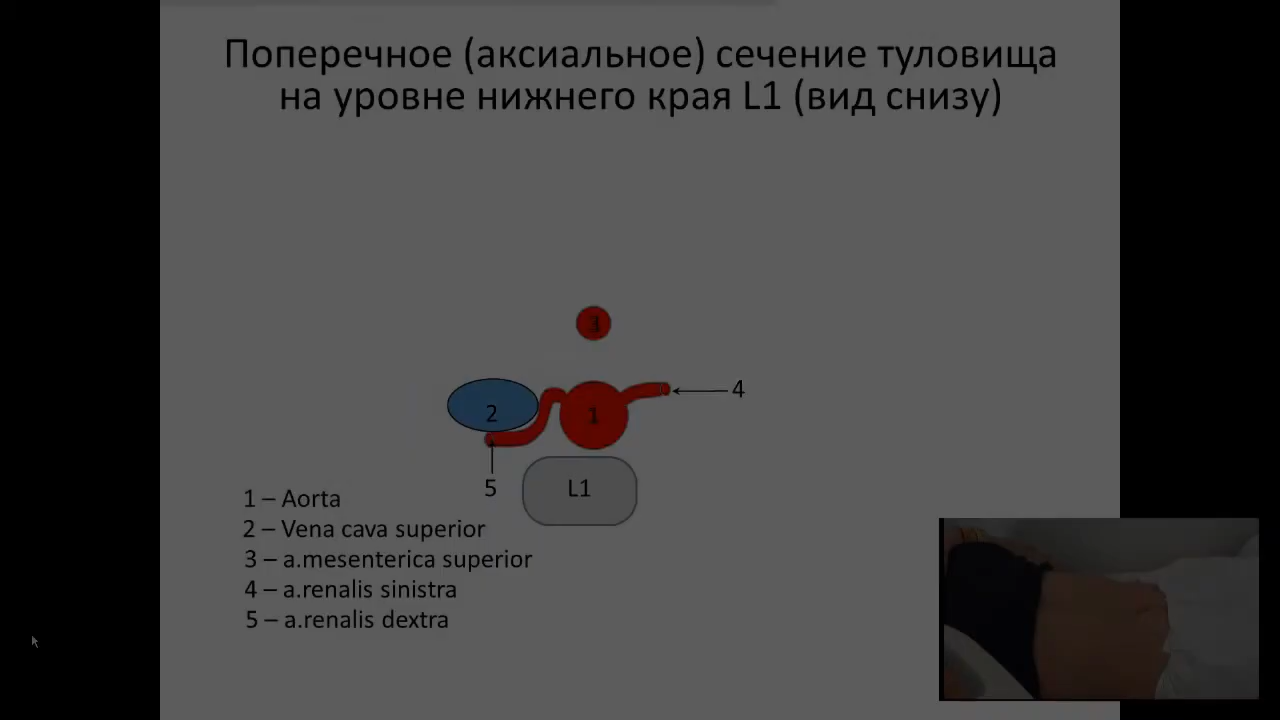 Поперечное (аксиальное) сечение туловища
на уровне нижнего края L1 (вид снизу)
3
4
2
1
5
L1
1 – Aorta
2 – Vena cava superior
3 – a.mesenterica superior
4 – a.renalis sinistra
5 – a.renalis dextra